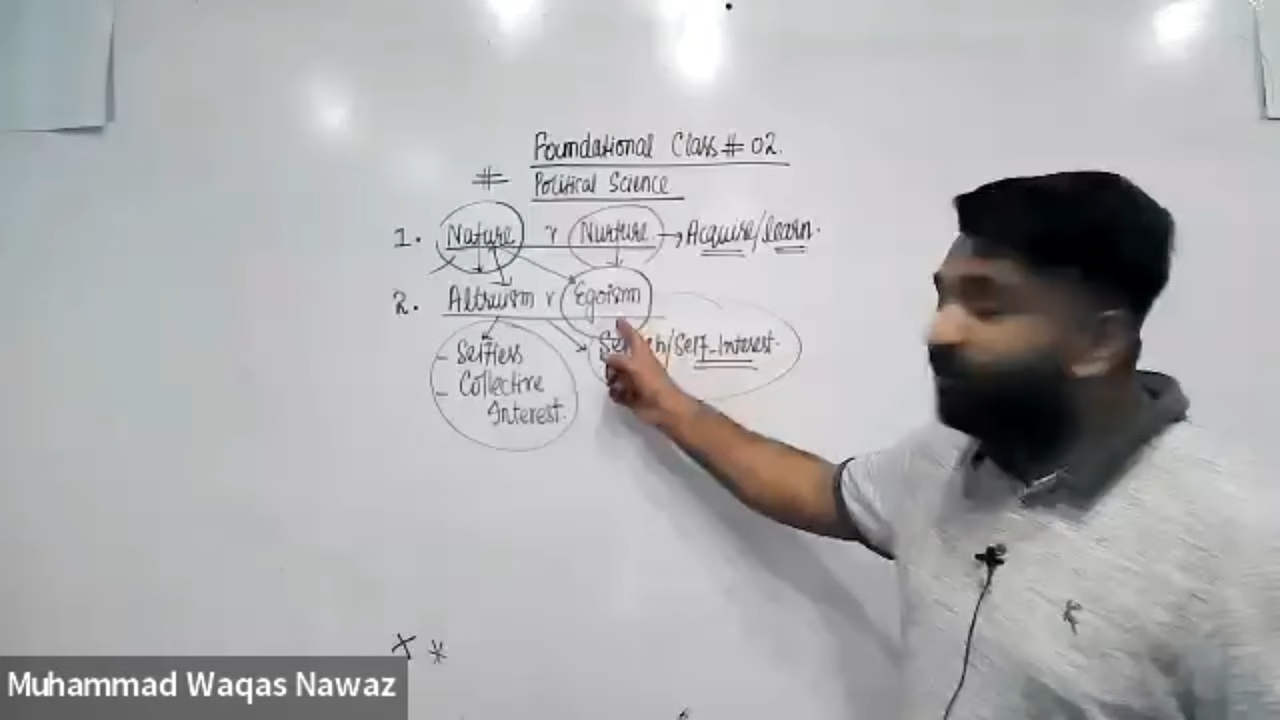 Foundational Class # 02.
# Political Science
1. Nature v Nurture → Acquire/learn.
2. Altruism v Egoism
- Selfless
- Collective
Interest.
/Self-Interest.
Muhammad Waqas Nawaz